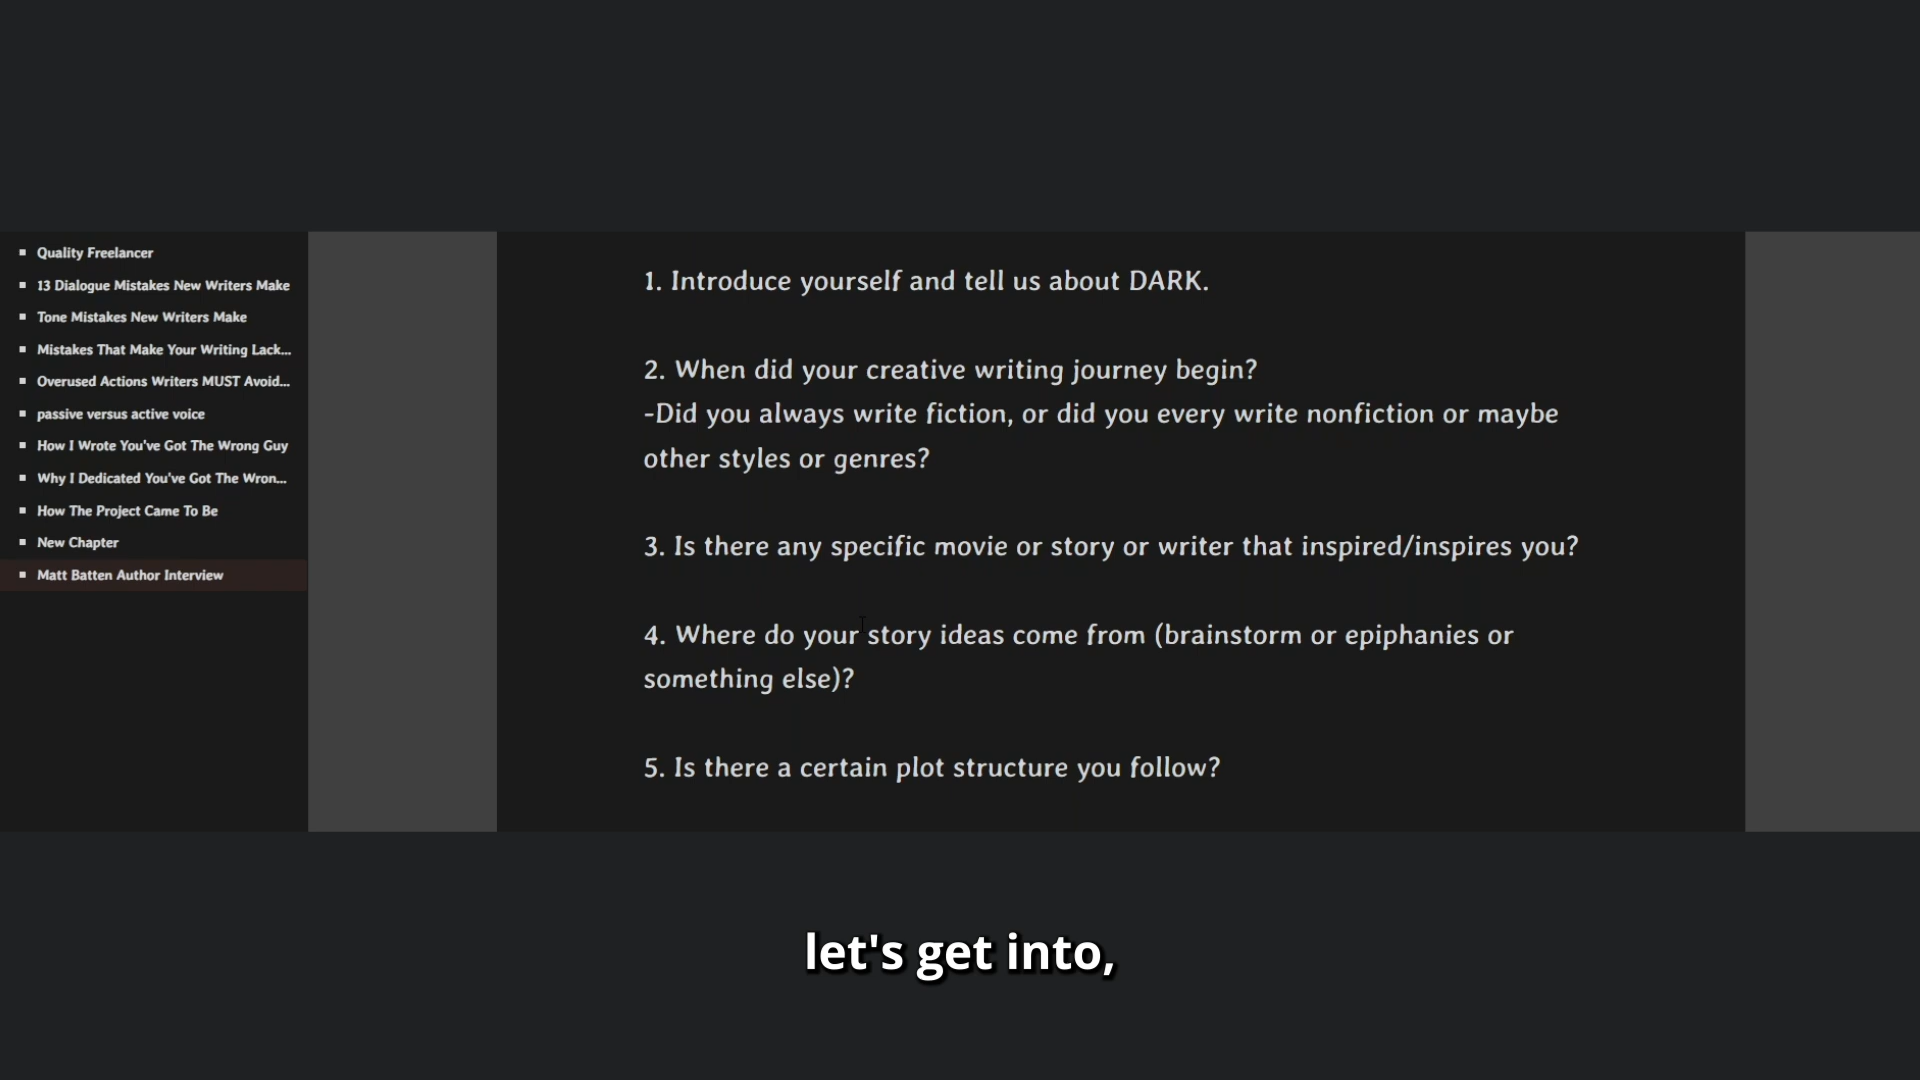 Quality Freelancer
13 Dialogue Mistakes New Writers Make
Tone Mistakes New Writers Make
Mistakes That Make Your Writing Lack...
Overused Actions Writers MUST Avoid...
passive versus active voice
How I Wrote You've Got The Wrong Guy
Why I Dedicated You've Got The Wron...
How The Project Came To Be
New Chapter
Matt Batten Author Interview
1. Introduce yourself and tell us about DARK.
2. When did your creative writing journey begin?
-Did you always write fiction, or did you every write nonfiction or maybe
other styles or genres?
3. Is there any specific movie or story or writer that inspired/inspires you?
4. Where do your story ideas come from (brainstorm or epiphanies or
something else)?
5. Is there a certain plot structure you follow?
let's get into,